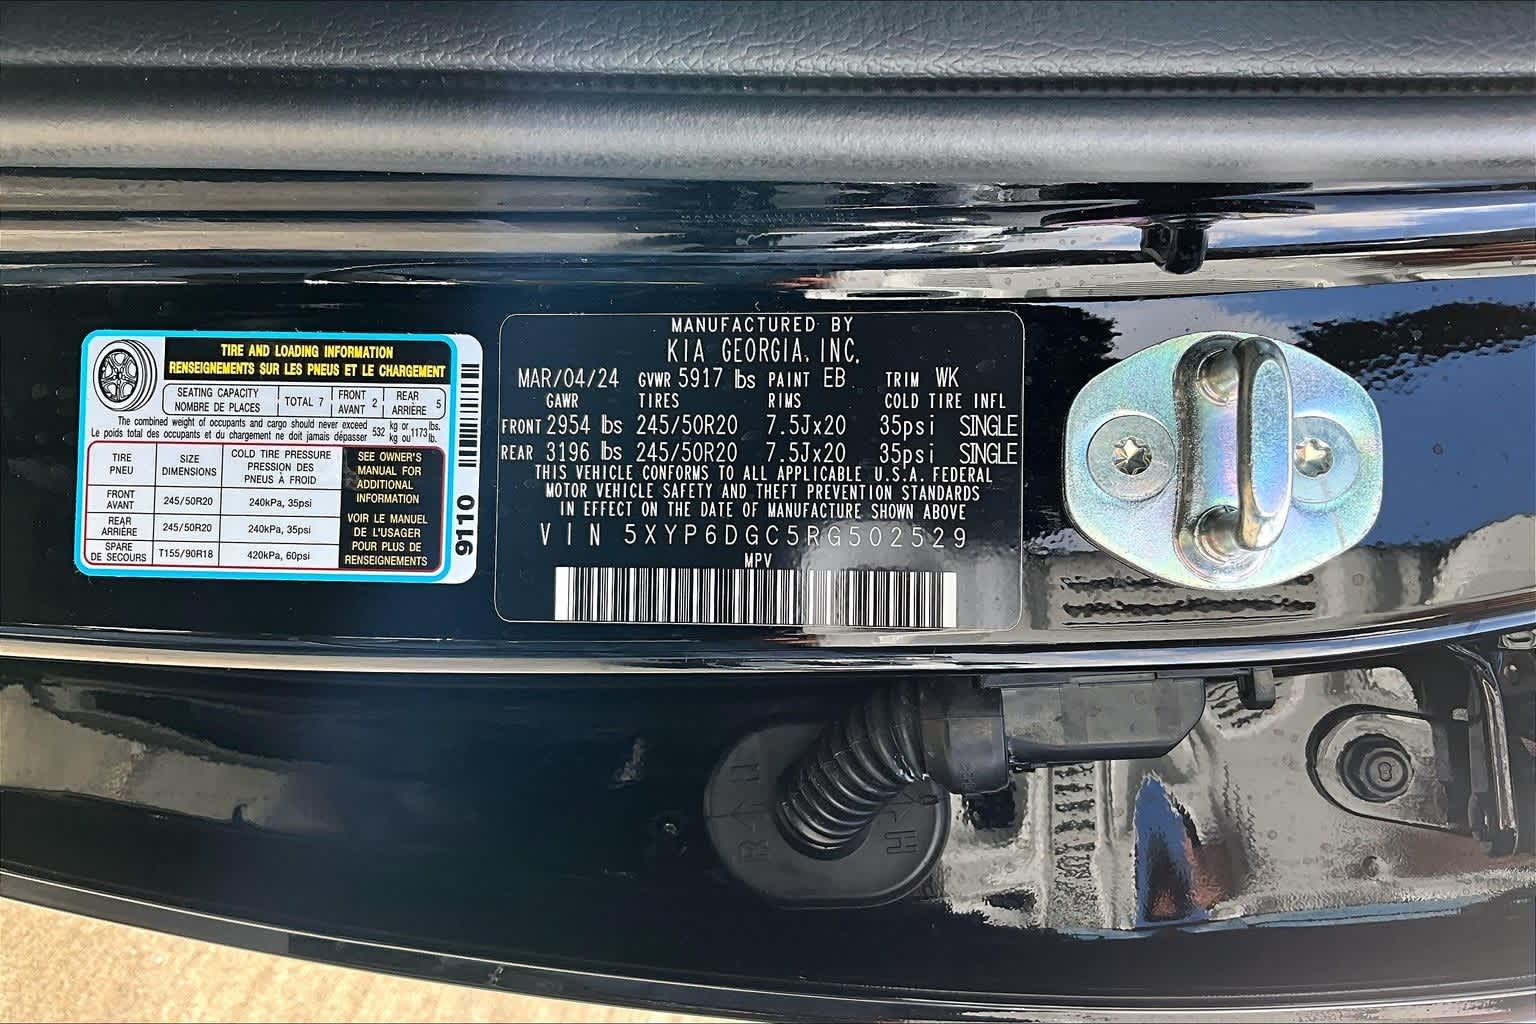 TIRE AND LOADING INFORMATION
RENSEIGNEMENTS SUR LES PNEUS ET LE CHARGEMENT
SEATING CAPACITY
NOMBRE DE PLACES
TOTAL 7
FRONT
AVANT 2
REAR
ARRIÈRE 5
The combined weight of occupants and cargo should never exceed 532 kg or 1173 lbs.
Le poids total des occupants et du chargement ne doit jamais dépasser kg ou lb.
TIRE
PNEU
SIZE
DIMENSIONS
COLD TIRE PRESSURE
PRESSION DES
PNEUS À FROID
FRONT
AVANT
245/50R20
240kPa, 35psi
REAR
ARRIÈRE
245/50R20
240kPa, 35psi
SPARE
DE SECOURS
T155/90R18
420kPa, 60psi
SEE OWNER'S
MANUAL FOR
ADDITIONAL
INFORMATION
VOIR LE MANUEL
DE L'USAGER
POUR PLUS DE
RENSEIGNEMENTS
9110
MANUFACTURED BY
KIA GEORGIA, INC.
MAR/04/24 GVWR 5917 lbs PAINT EB TRIM WK
GAWR TIRES RIMS COLD TIRE INFL
FRONT 2954 lbs 245/50R20 7.5Jx20 35psi SINGLE
REAR 3196 lbs 245/50R20 7.5Jx20 35psi SINGLE
THIS VEHICLE CONFORMS TO ALL APPLICABLE U.S.A. FEDERAL
MOTOR VEHICLE SAFETY AND THEFT PREVENTION STANDARDS
IN EFFECT ON THE DATE OF MANUFACTURE SHOWN ABOVE
VIN 5XYP6DGC5RG502529
MPV